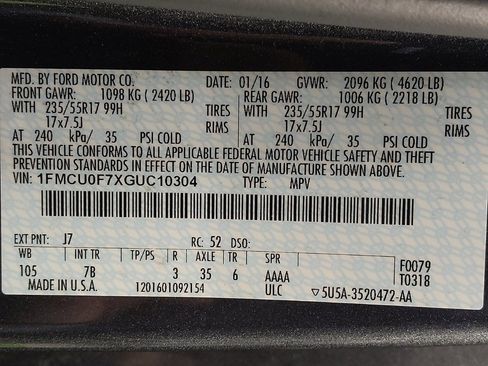 MFD. BY FORD MOTOR CO. DATE: 01/16 GVWR: 2096 KG (4620 LB)
FRONT GAWR: 1098 KG (2420 LB) REAR GAWR: 1006 KG (2218 LB)
WITH 235/55R17 99H TIRES WITH 235/55R17 99H TIRES
17x7.5J RIMS 17x7.5J RIMS
AT 240 kPa/ 35 PSI COLD AT 240 kPa/ 35 PSI COLD
THIS VEHICLE CONFORMS TO ALL APPLICABLE FEDERAL MOTOR VEHICLE SAFETY AND THEFT
PREVENTION STANDARDS IN EFFECT ON THE DATE OF MANUFACTURE SHOWN ABOVE.
VIN: 1FMCU0F7XGUC10304 TYPE: MPV
EXT PNT: J7 RC: 52 DSO:
WB INT TR TP/PS R AXLE TR SPR F0079
105 7B 3 35 6 AAAA T0318
MADE IN U.S.A. 1201601092154 ULC ▽5U5A-3520472-AA